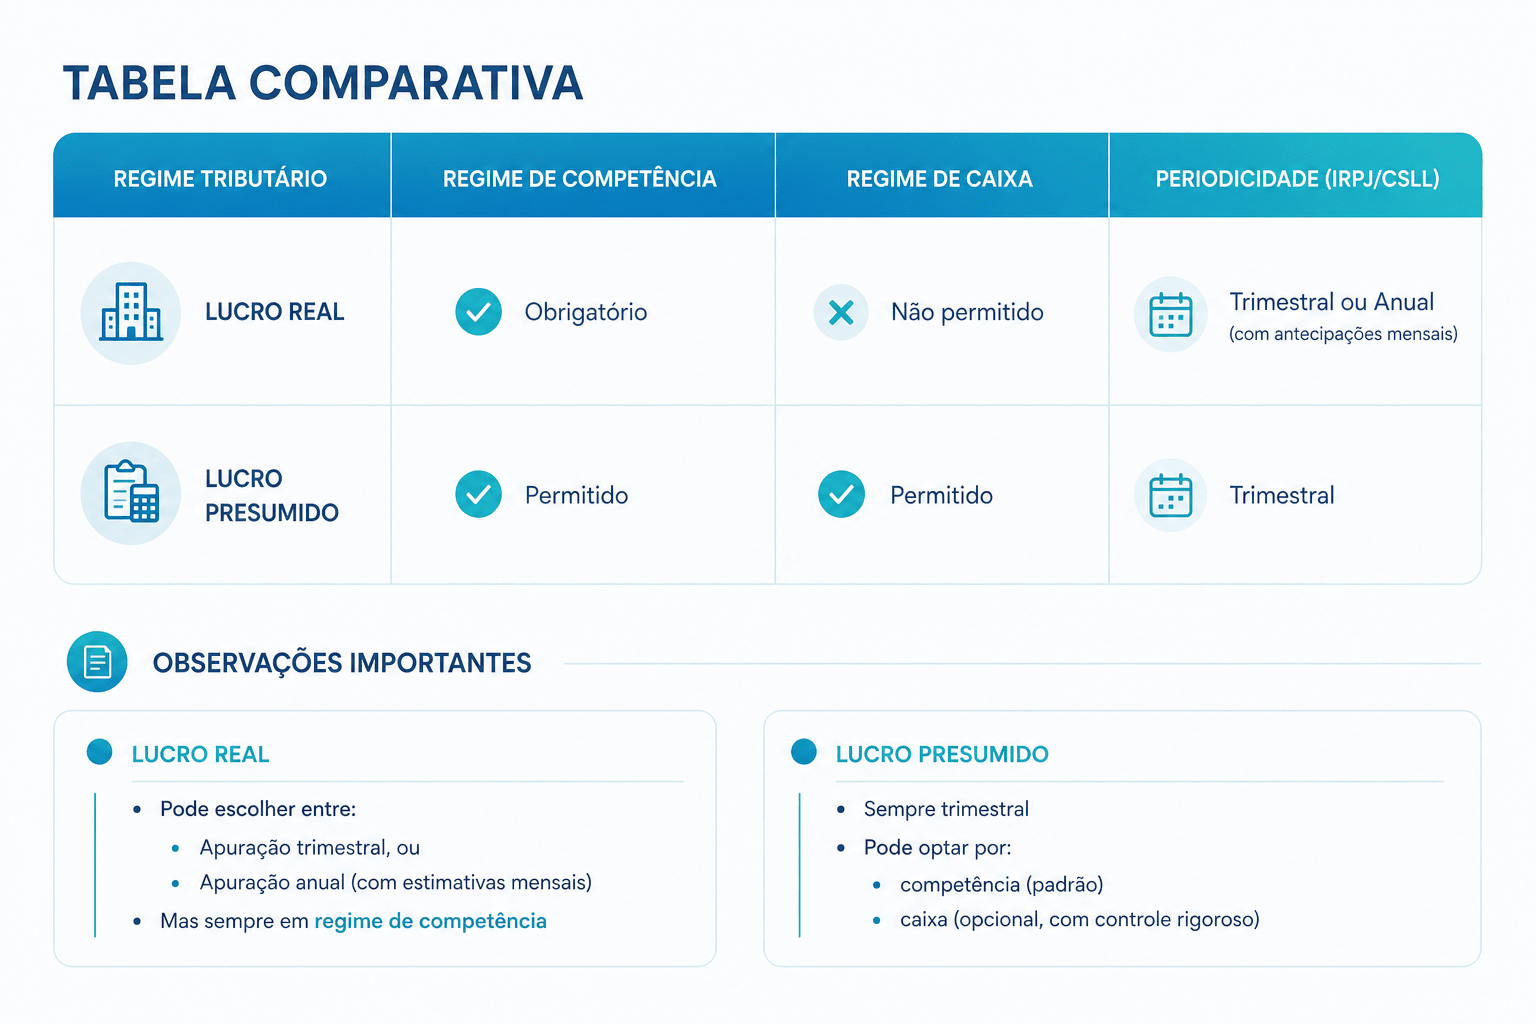 TABELA COMPARATIVA
REGIME TRIBUTÁRIO
REGIME DE COMPETÊNCIA
REGIME DE CAIXA
PERIODICIDADE (IRPJ/CSLL)
LUCRO REAL
Obrigatório
Não permitido
Trimestral ou Anual
(com antecipações mensais)
LUCRO
PRESUMIDO
Permitido
Permitido
Trimestral
OBSERVAÇÕES IMPORTANTES
LUCRO REAL
• Pode escolher entre:
• Apuração trimestral, ou
• Apuração anual (com estimativas mensais)
• Mas sempre em regime de competência
LUCRO PRESUMIDO
• Sempre trimestral
• Pode optar por:
• competência (padrão)
• caixa (opcional, com controle rigoroso)